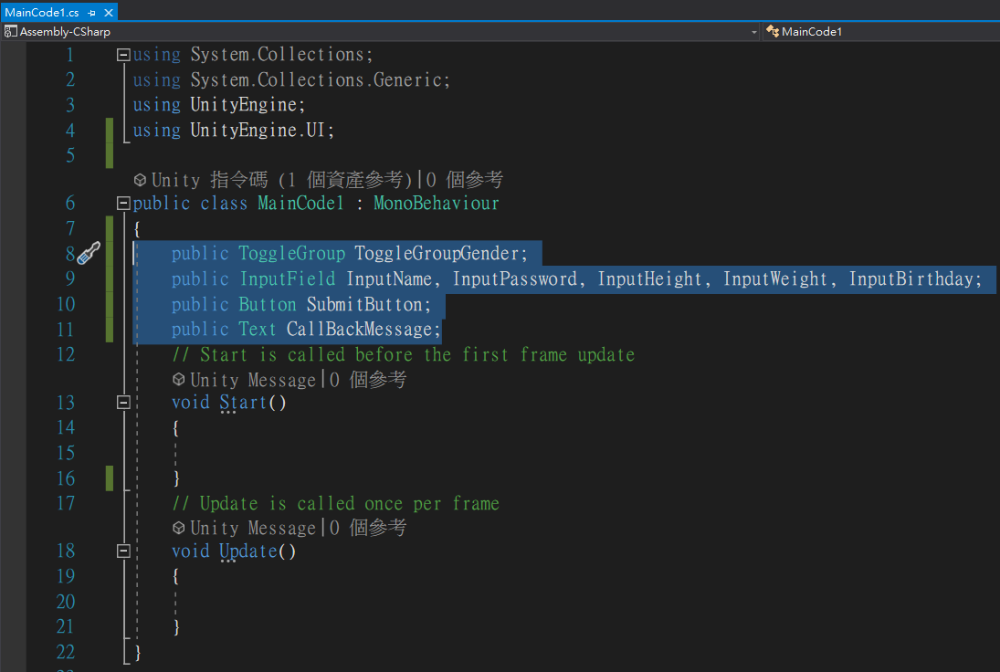 MainCode1.cs
Assembly-CSharp MainCode1
1 using System.Collections;
2 using System.Collections.Generic;
3 using UnityEngine;
4 using UnityEngine.UI;
5
Unity 指令碼 (1 個資產參考)|0 個參考
6 public class MainCode1 : MonoBehaviour
7 {
8 public ToggleGroup ToggleGroupGender;
9 public InputField InputName, InputPassword, InputHeight, InputWeight, InputBirthday;
10 public Button SubmitButton;
11 public Text CallBackMessage;
12 // Start is called before the first frame update
Unity Message|0 個參考
13 void Start()
14 {
15
16 }
17 // Update is called once per frame
Unity Message|0 個參考
18 void Update()
19 {
20
21 }
22 }